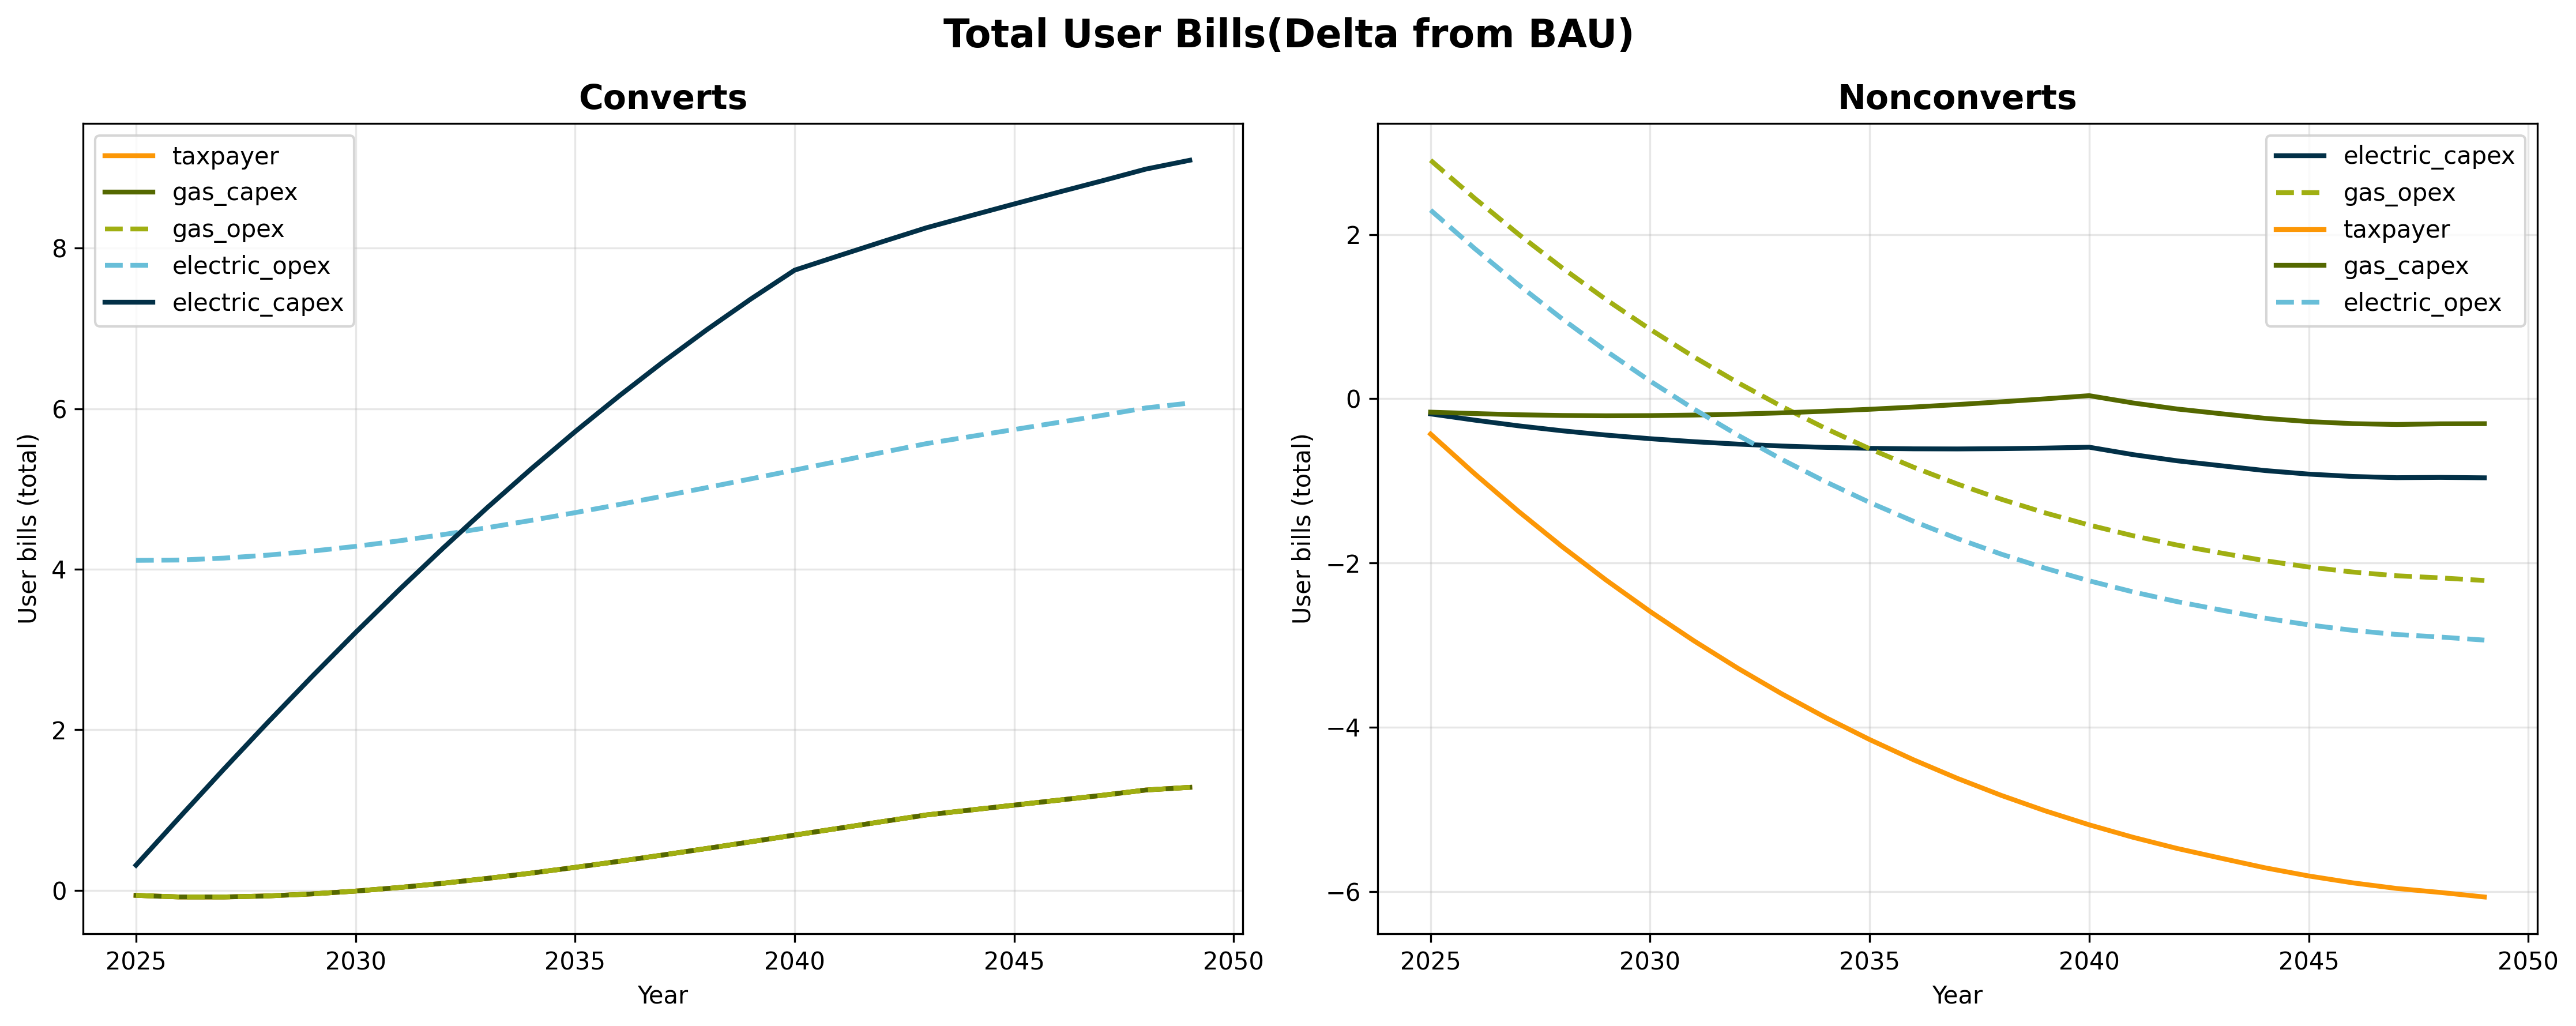 Total User Bills(Delta from BAU)
Converts
taxpayer
gas_capex
gas_opex
electric_opex
electric_capex
8
6
4
2
0
User bills (total)
2025 2030 2035 2040 2045 2050
Year
Nonconverts
electric_capex
gas_opex
taxpayer
gas_capex
electric_opex
2
0
−2
−4
−6
User bills (total)
2025 2030 2035 2040 2045 2050
Year